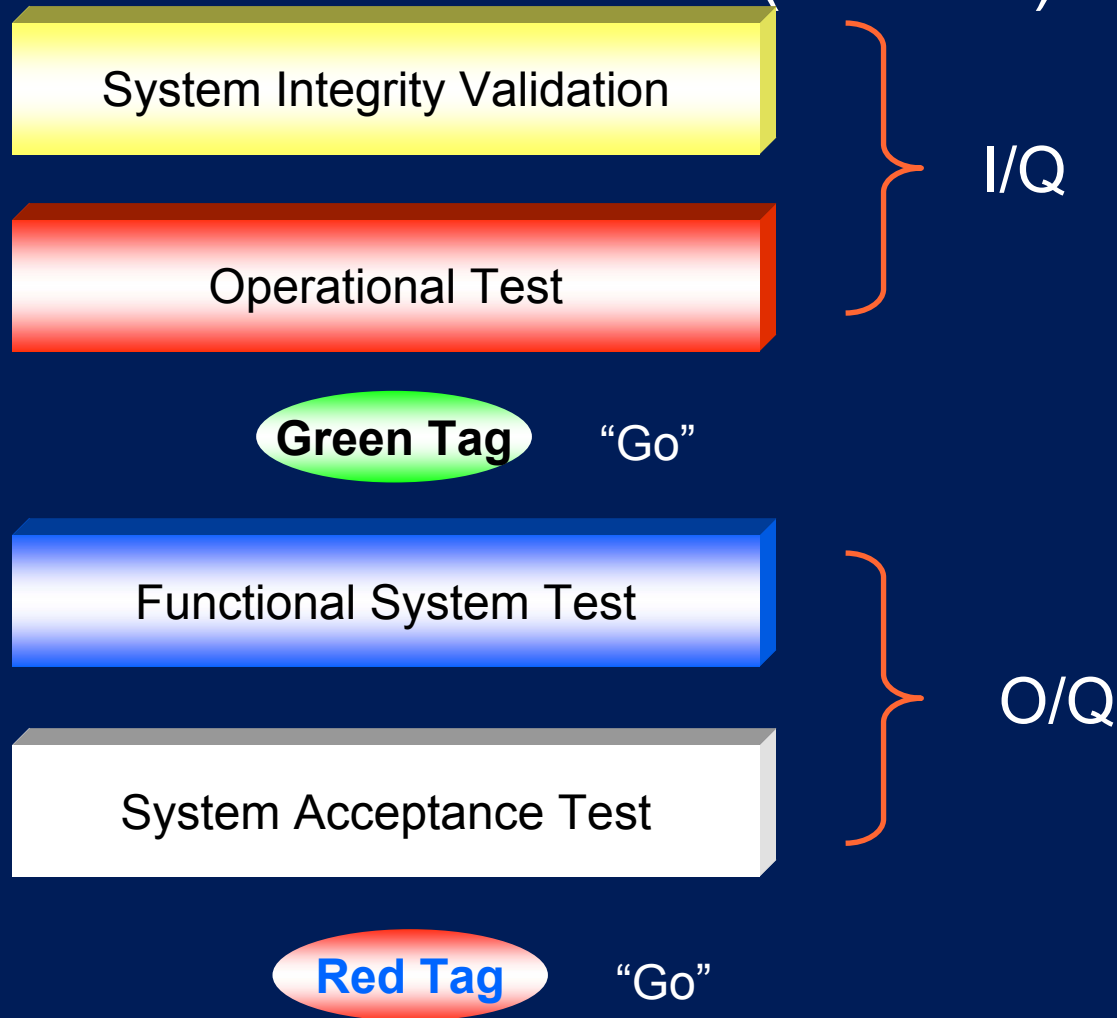 System Integrity Validation
I/Q
Operational Test
Green Tag “Go”
Functional System Test
O/Q
System Acceptance Test
Red Tag “Go”